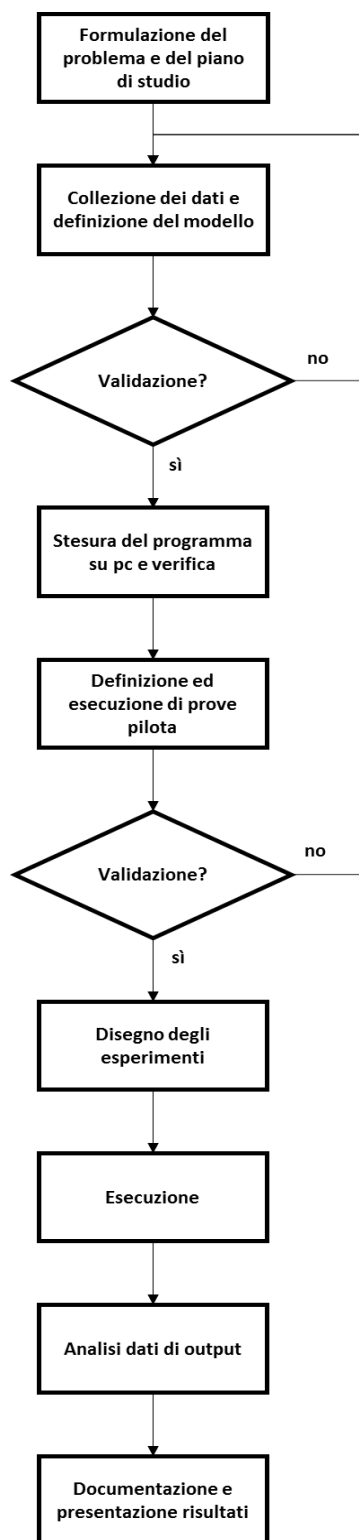 Formulazione del
problema e del piano
di studio
Collezione dei dati e
definizione del modello
Validazione?
no
sì
Stesura del programma
su pc e verifica
Definizione ed
esecuzione di prove
pilota
Validazione?
no
sì
Disegno degli
esperimenti
Esecuzione
Analisi dati di output
Documentazione e
presentazione risultati